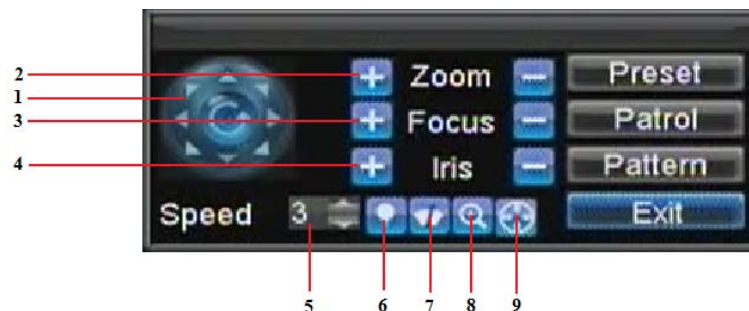 2
Zoom
Preset
1
3
Focus
Patrol
4
Iris
Pattern
Speed
3
Exit
5
6
7
8
9